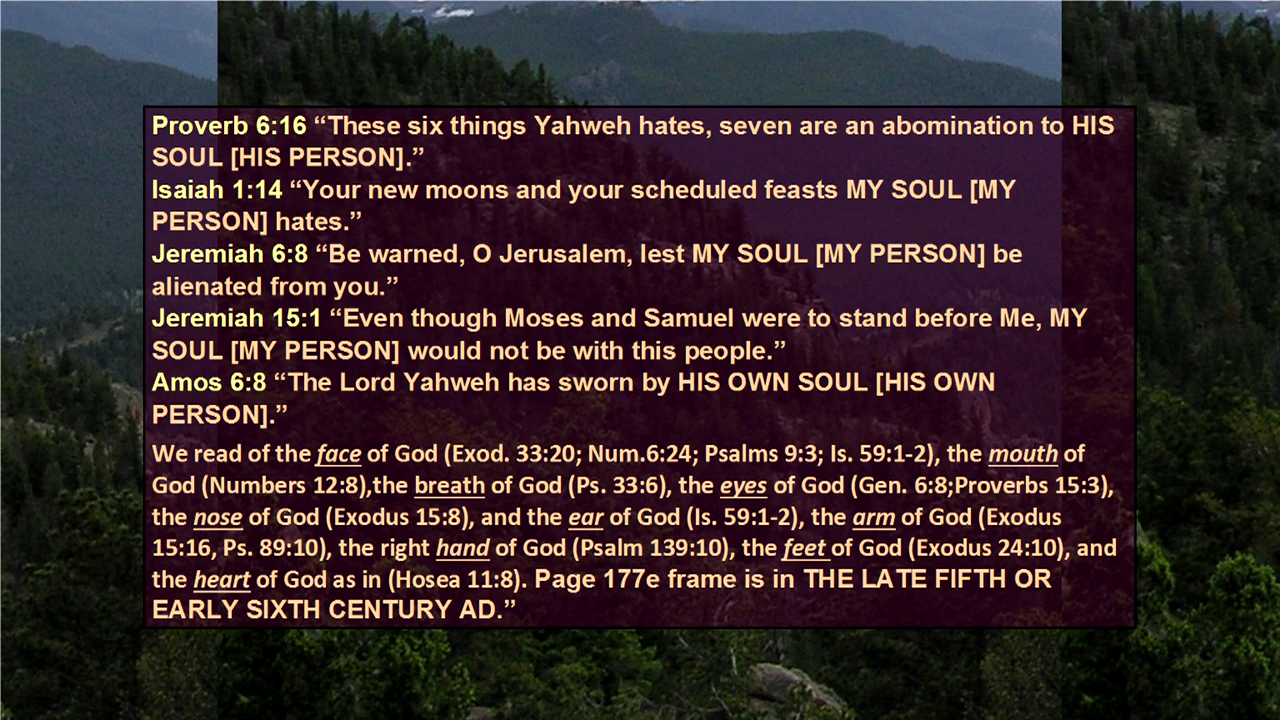 Proverb 6:16 “These six things Yahweh hates, seven are an abomination to HIS
SOUL [HIS PERSON].”
Isaiah 1:14 “Your new moons and your scheduled feasts MY SOUL [MY
PERSON] hates.”
Jeremiah 6:8 “Be warned, O Jerusalem, lest MY SOUL [MY PERSON] be
alienated from you.”
Jeremiah 15:1 “Even though Moses and Samuel were to stand before Me, MY
SOUL [MY PERSON] would not be with this people.”
Amos 6:8 “The Lord Yahweh has sworn by HIS OWN SOUL [HIS OWN
PERSON].”
We read of the face of God (Exod. 33:20; Num.6:24; Psalms 9:3; Is. 59:1-2), the mouth of
God (Numbers 12:8),the breath of God (Ps. 33:6), the eyes of God (Gen. 6:8;Proverbs 15:3),
the nose of God (Exodus 15:8), and the ear of God (Is. 59:1-2), the arm of God (Exodus
15:16, Ps. 89:10), the right hand of God (Psalm 139:10), the feet of God (Exodus 24:10), and
the heart of God as in (Hosea 11:8). Page 177e frame is in THE LATE FIFTH OR
EARLY SIXTH CENTURY AD.”